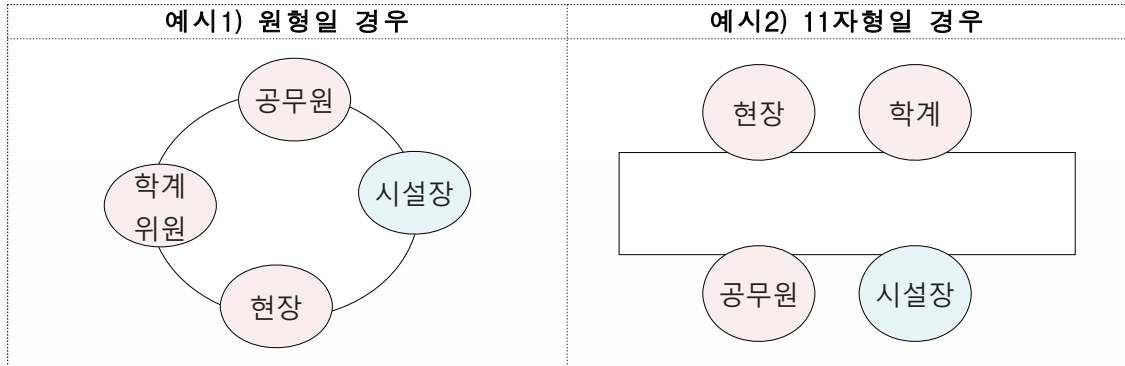 예시1) 원형일 경우
예시2) 11자형일 경우
공무원
학계
위원
시설장
현장
현장
학계
공무원
시설장